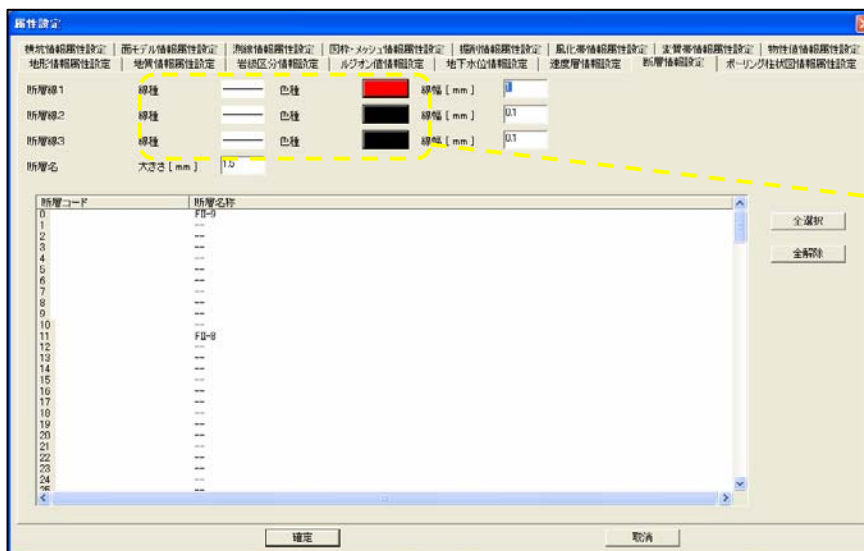 属性設定
横坑情報属性設定 面モデル情報属性設定 測線情報属性設定 図枠・メッシュ情報属性設定 掘削情報属性設定 風化帯情報属性設定 変質帯情報属性設定 物性値情報属性設定
地形情報属性設定 地質情報属性設定 岩級区分情報設定 ルジオン値情報設定 地下水位情報設定 速度層情報設定 断層情報設定 ボーリング柱状図情報属性設定
断層線1 線種 色種 線幅[mm] 1
断層線2 線種 色種 線幅[mm] 0.1
断層線3 線種 色種 線幅[mm] 0.1
断層名 大きさ[mm] 1.5
断層コード 断層名称
0 FII-9
1 --
全選択
2 --
3 --
4 --
全解除
5 --
6 --
7 --
8 --
9 --
10 --
11 FII-8
12 --
13 --
14 --
15 --
16 --
17 --
18 --
19 --
20 --
21 --
22 --
23 --
24 --
25 --
確定 取消